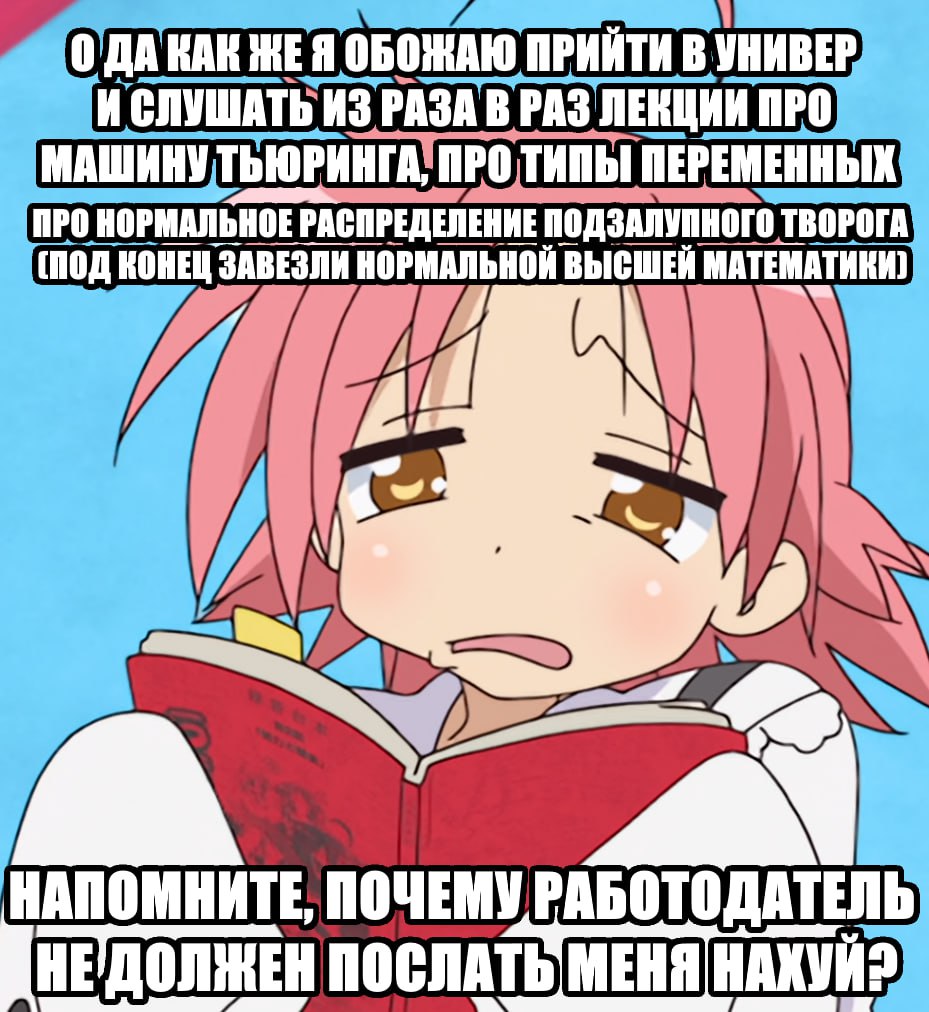 О ДА КАК ЖЕ Я ОБОЖАЮ ПРИЙТИ В УНИВЕР
И СЛУШАТЬ ИЗ РАЗА В РАЗ ЛЕКЦИИ ПРО
МАШИНУ ТЬЮРИНГА, ПРО ТИПЫ ПЕРЕМЕННЫХ
ПРО НОРМАЛЬНОЕ РАСПРЕДЕЛЕНИЕ ПОДЗАЛУПНОГО ТВОРОГА
(ПОД КОНЕЦ ЗАВЕЗЛИ НОРМАЛЬНОЙ ВЫСШЕЙ МАТЕМАТИКИ)
НАПОМНИТЕ, ПОЧЕМУ РАБОТОДАТЕЛЬ
НЕ ДОЛЖЕН ПОСЛАТЬ МЕНЯ НАХУЙ?